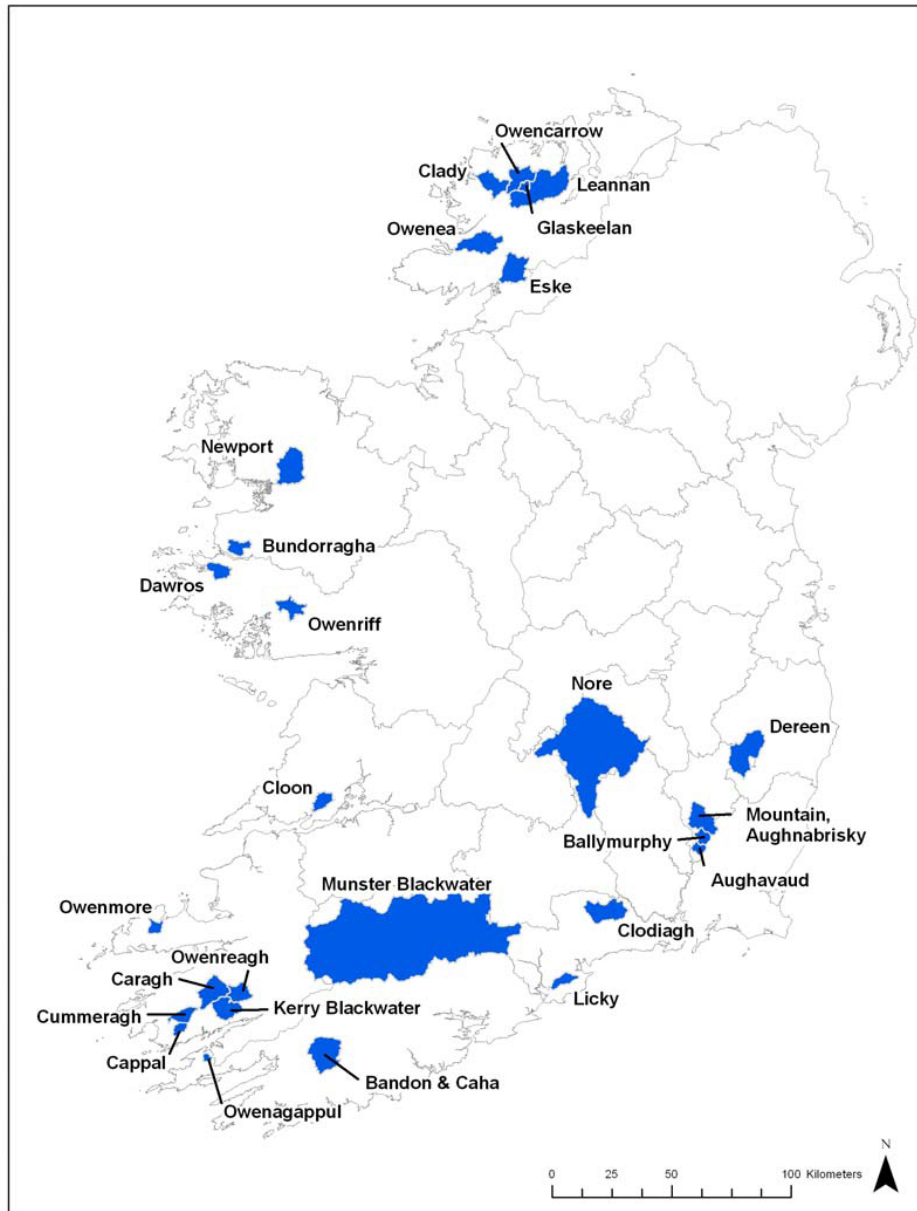 Owencarrow
Clady
Leannan
Glaskeelan
Owenea
Eske
Newport
Bundorragha
Dawros
Owenriff
Nore
Dereen
Cloon
Mountain,
Aughnabrisky
Ballymurphy
Aughavaud
Munster Blackwater
Owenmore
Clodiagh
Owenreagh
Caragh
Licky
Cummeragh
Kerry Blackwater
Cappal
Bandon & Caha
Owenagappul
N
0 25 50 100 Kilometers